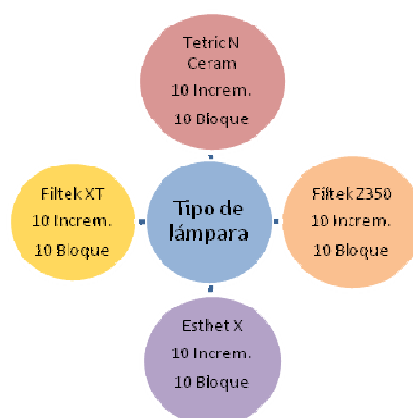 Tetric N
Ceram
10 Increm.
10 Bloque
Filtek XT
10 Increm.
10 Bloque
Tipo de
lámpara
Filtek Z350
10 Increm.
10 Bloque
Esthet X
10 Increm.
10 Bloque